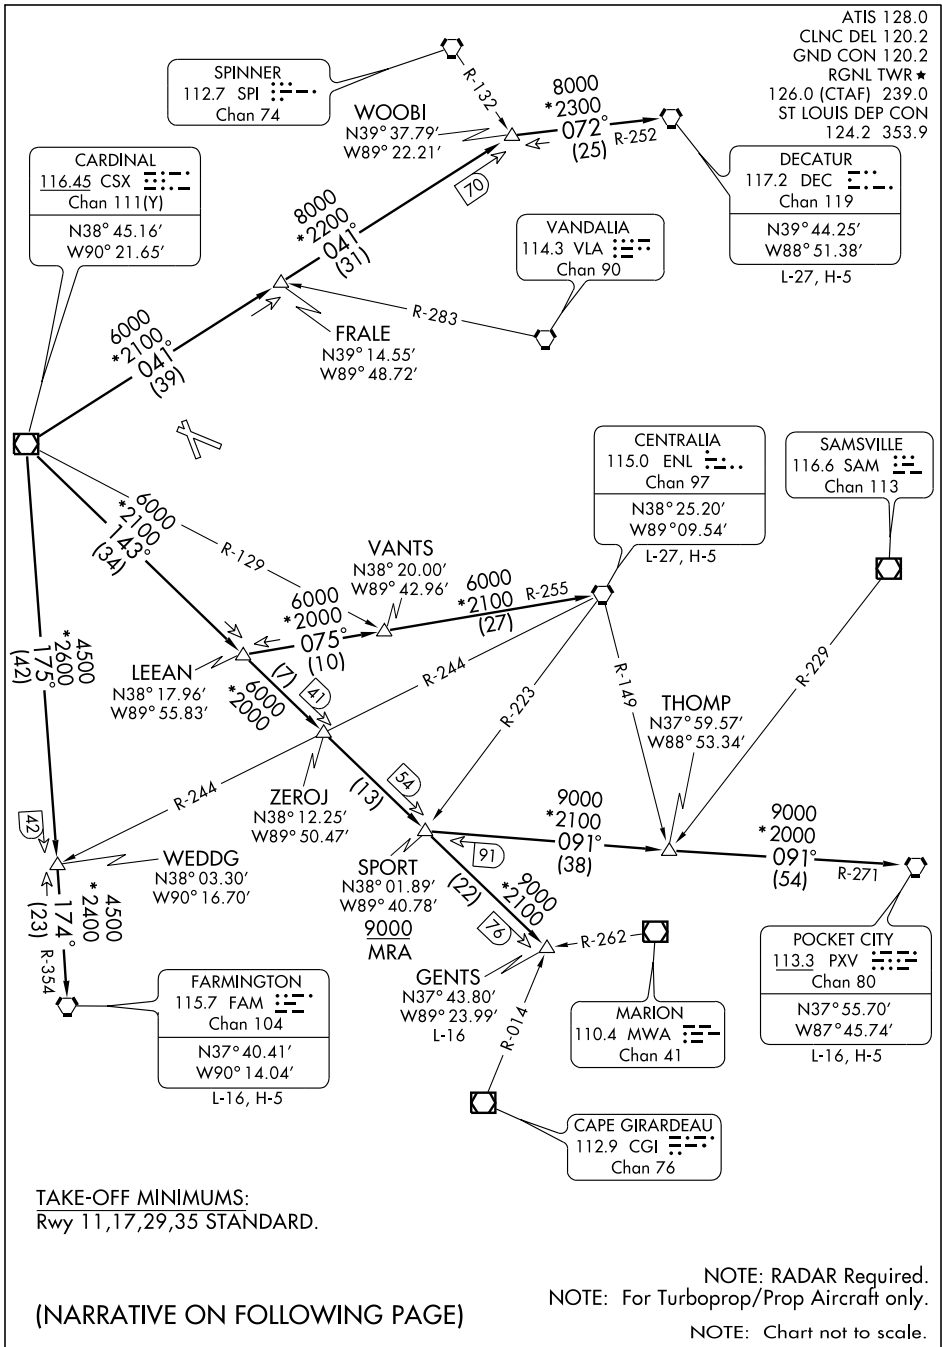 ATIS 128.0
CLNC DEL 120.2
GND CON 120.2
RGNL TWR★
126.0 (CTAF) 239.0
ST LOUIS DEP CON
124.2 353.9
SPINNER
112.7 SPI
Chan 74
R-132
WOOBI
N39° 37.79′
W89° 22.21′
8000
*2300
072°
(25)
R-252
DECATUR
117.2 DEC
Chan 119
N39° 44.25′
W88° 51.38′
L-27, H-5
CARDINAL
116.45 CSX
Chan 111(Y)
N38° 45.16′
W90° 21.65′
70
8000
*2200
041°
(31)
VANDALIA
114.3 VLA
Chan 90
R-283
FRALE
N39° 14.55′
W89° 48.72′
6000
*2100
041°
(39)
CENTRALIA
115.0 ENL
Chan 97
N38° 25.20′
W89° 09.54′
L-27, H-5
SAMSVILLE
116.6 SAM
Chan 113
6000
*2100
143°
(34)
R-129
VANTS
N38° 20.00′
W89° 42.96′
6000
*2000
075°
(10)
6000
*2100
(27)
R-255
LEEAN
N38° 17.96′
W89° 55.83′
(7)
6000
*2000
41
R-244
R-223
R-149
R-229
THOMP
N37° 59.57′
W88° 53.34′
4500
*2600
175°
(42)
R-244
ZEROJ
N38° 12.25′
W89° 50.47′
(13)
54
42
WEDDG
N38° 03.30′
W90° 16.70′
SPORT
N38° 01.89′
W89° 40.78′
9000
MRA
91
9000
*2100
091°
(38)
9000
*2000
091°
(54)
R-271
4500
*2400
174°
(23)
R-354
(22)
9000
*2100
76
GENTS
N37° 43.80′
W89° 23.99′
L-16
R-262
R-014
MARION
110.4 MWA
Chan 41
POCKET CITY
113.3 PXV
Chan 80
N37° 55.70′
W87° 45.74′
L-16, H-5
FARMINGTON
115.7 FAM
Chan 104
N37° 40.41′
W90° 14.04′
L-16, H-5
CAPE GIRARDEAU
112.9 CGI
Chan 76
TAKE-OFF MINIMUMS:
Rwy 11,17,29,35 STANDARD.
NOTE: RADAR Required.
NOTE: For Turboprop/Prop Aircraft only.
(NARRATIVE ON FOLLOWING PAGE)
NOTE: Chart not to scale.